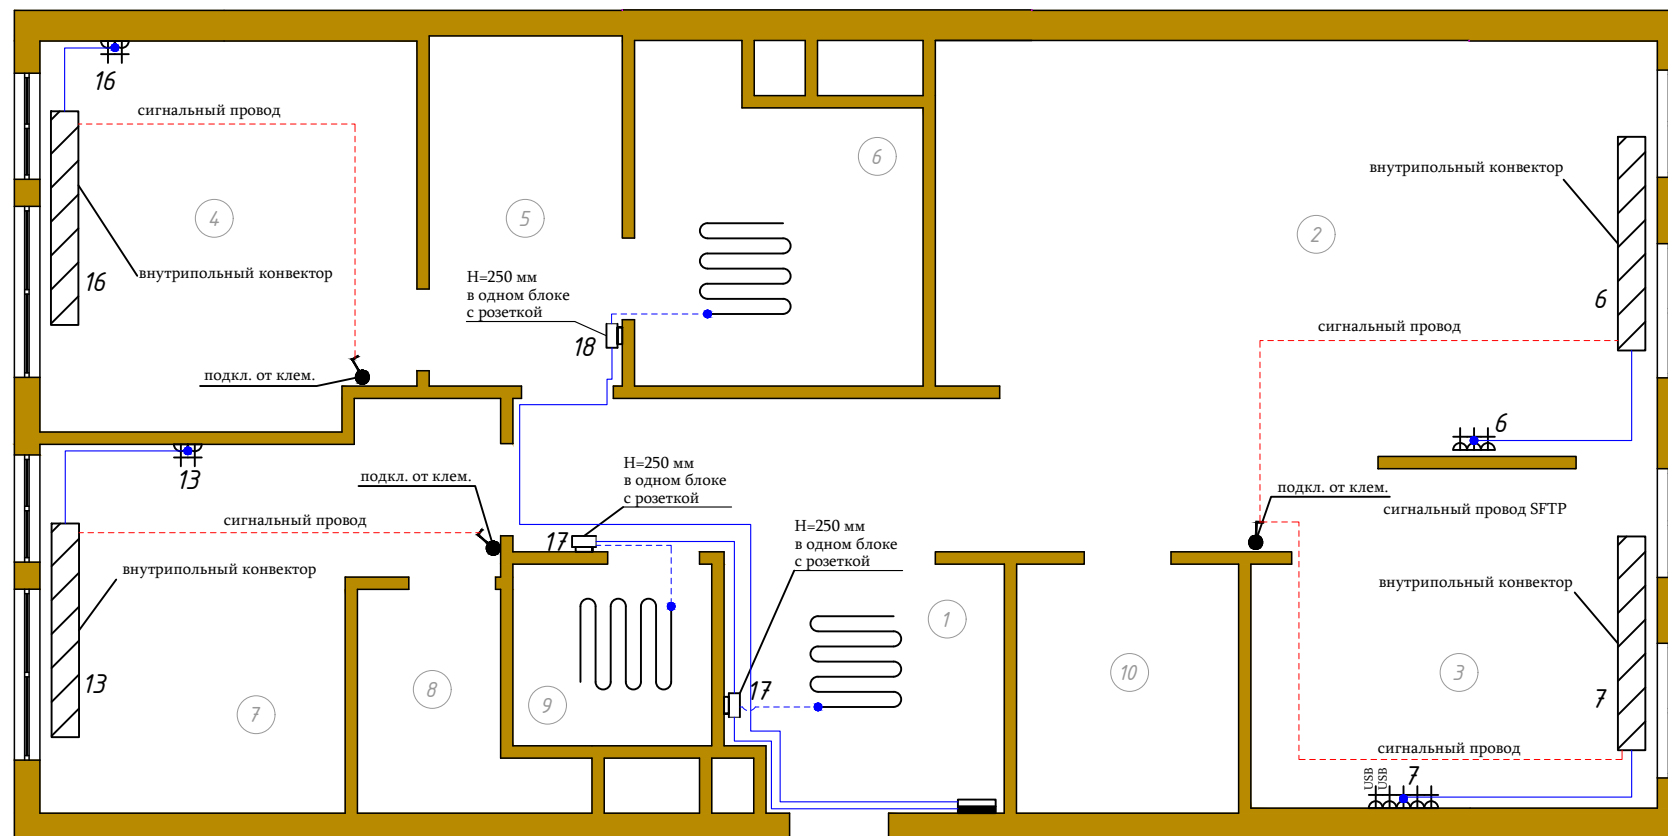 16
сигнальный провод
внутрипольный конвектор
4
5
6
2
внутрипольный конвектор
16
H=250 мм
в одном блоке
с розеткой
18
6
сигнальный провод
подкл. от клем.
6
13
подкл. от клем.
H=250 мм
в одном блоке
с розеткой
подкл. от клем.
сигнальный провод SFTP
сигнальный провод
17
H=250 мм
в одном блоке
с розеткой
внутрипольный конвектор
внутрипольный конвектор
1
13
7
8
9
17
10
3
7
сигнальный провод
USB
USB
7